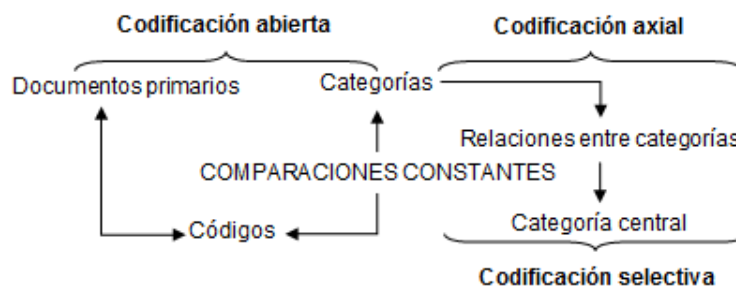 Codificación abierta
Codificación axial
Documentos primarios
Categorías
Relaciones entre categorías
COMPARACIONES CONSTANTES
Categoría central
Códigos
Codificación selectiva